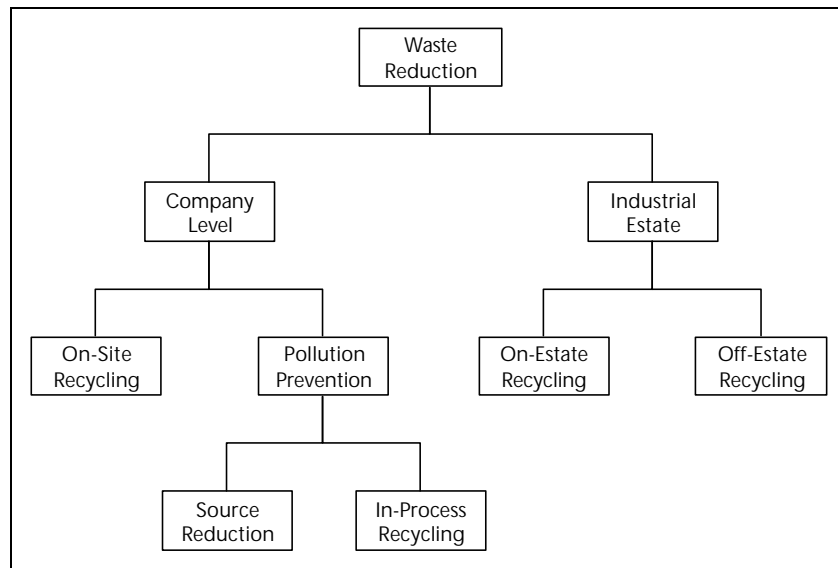 Waste
Reduction
Company
Level
Industrial
Estate
On-Site
Recycling
Pollution
Prevention
On-Estate
Recycling
Off-Estate
Recycling
Source
Reduction
In-Process
Recycling